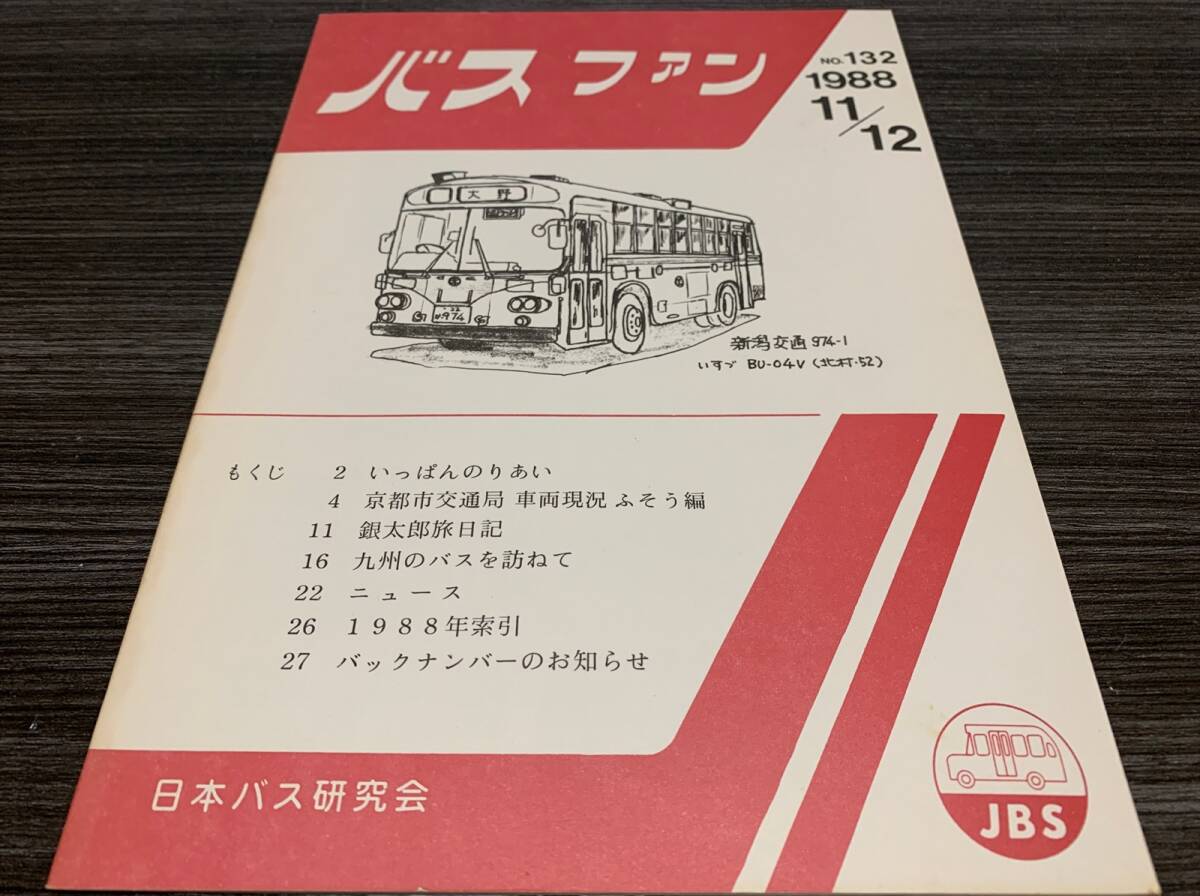 バスファン
NO.132
1988
11/12
大野
974
新潟交通 974-1
いすゞ BU-04V (北村·52)
もくじ 2 いっぱんのりあい
4 京都市交通局 車両現況 ふそう編
11 銀太郎旅日記
16 九州のバスを訪ねて
22 ニュース
26 1988年索引
27 バックナンバーのお知らせ
日本バス研究会
JBS